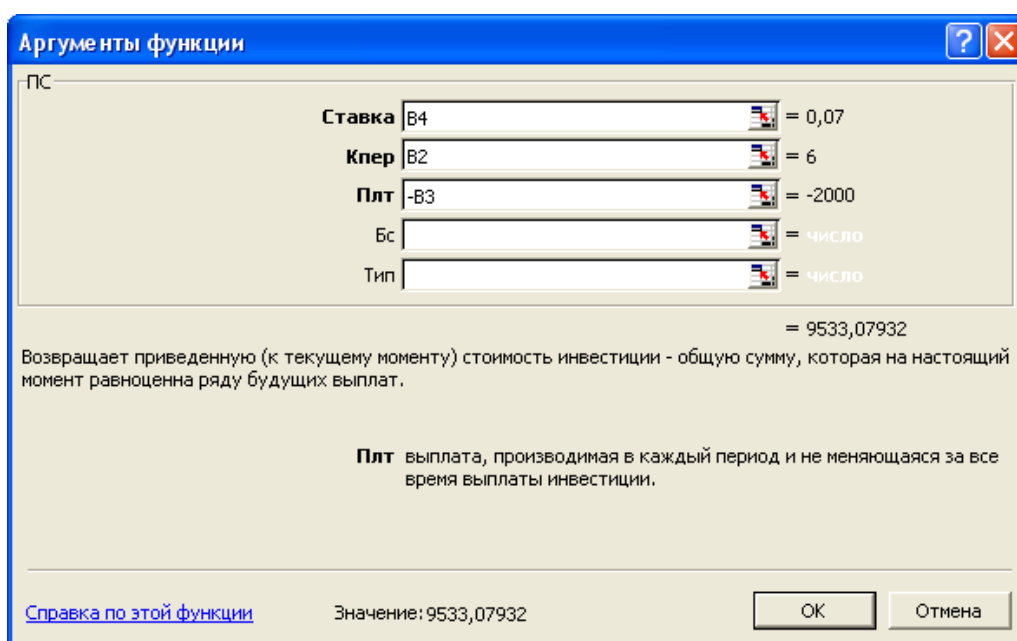 Аргументы функции
ПС
Ставка B4 = 0,07
Кпер B2 = 6
Плт -B3 = -2000
Бс = число
Тип = число
= 9533,07932
Возвращает приведенную (к текущему моменту) стоимость инвестиции - общую сумму, которая на настоящий
момент равноценна ряду будущих выплат.
Плт выплата, производимая в каждый период и не меняющаяся за все
время выплаты инвестиции.
Справка по этой функции Значение: 9533,07932 ОК Отмена